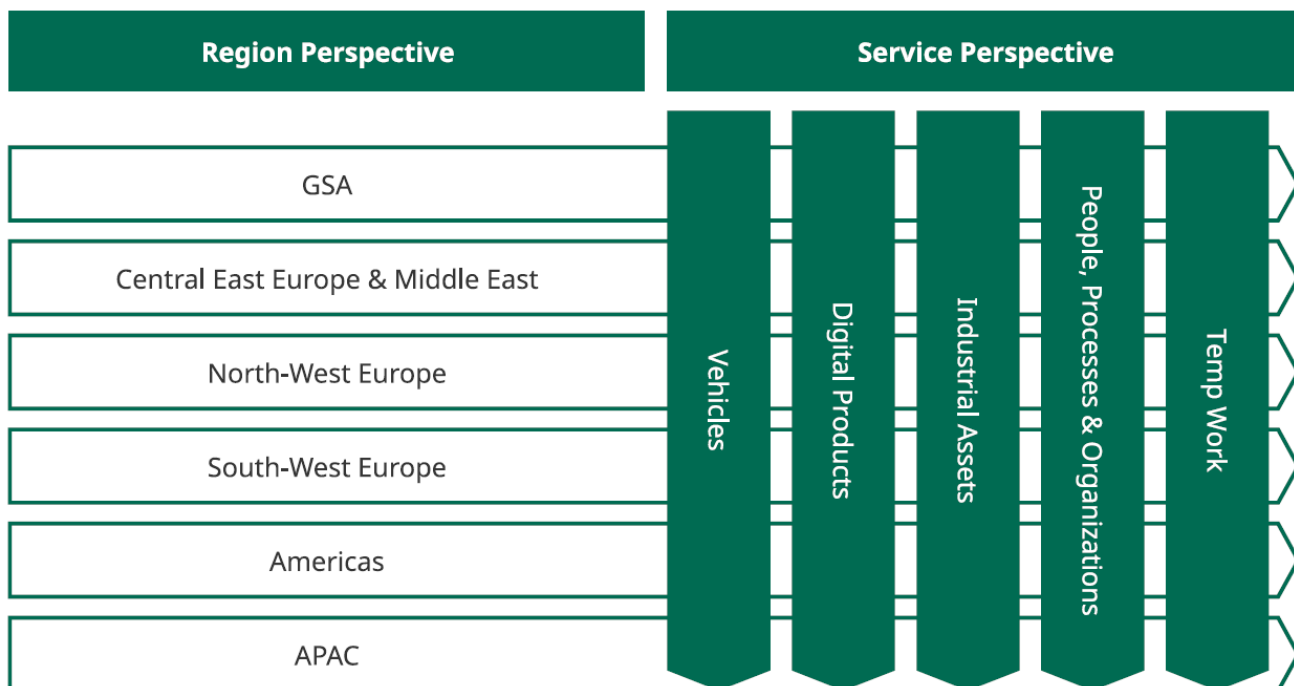 Region Perspective
Service Perspective
GSA
Central East Europe & Middle East
North-West Europe
South-West Europe
Americas
APAC
Vehicles
Digital Products
Industrial Assets
People, Processes & Organizations
Temp Work